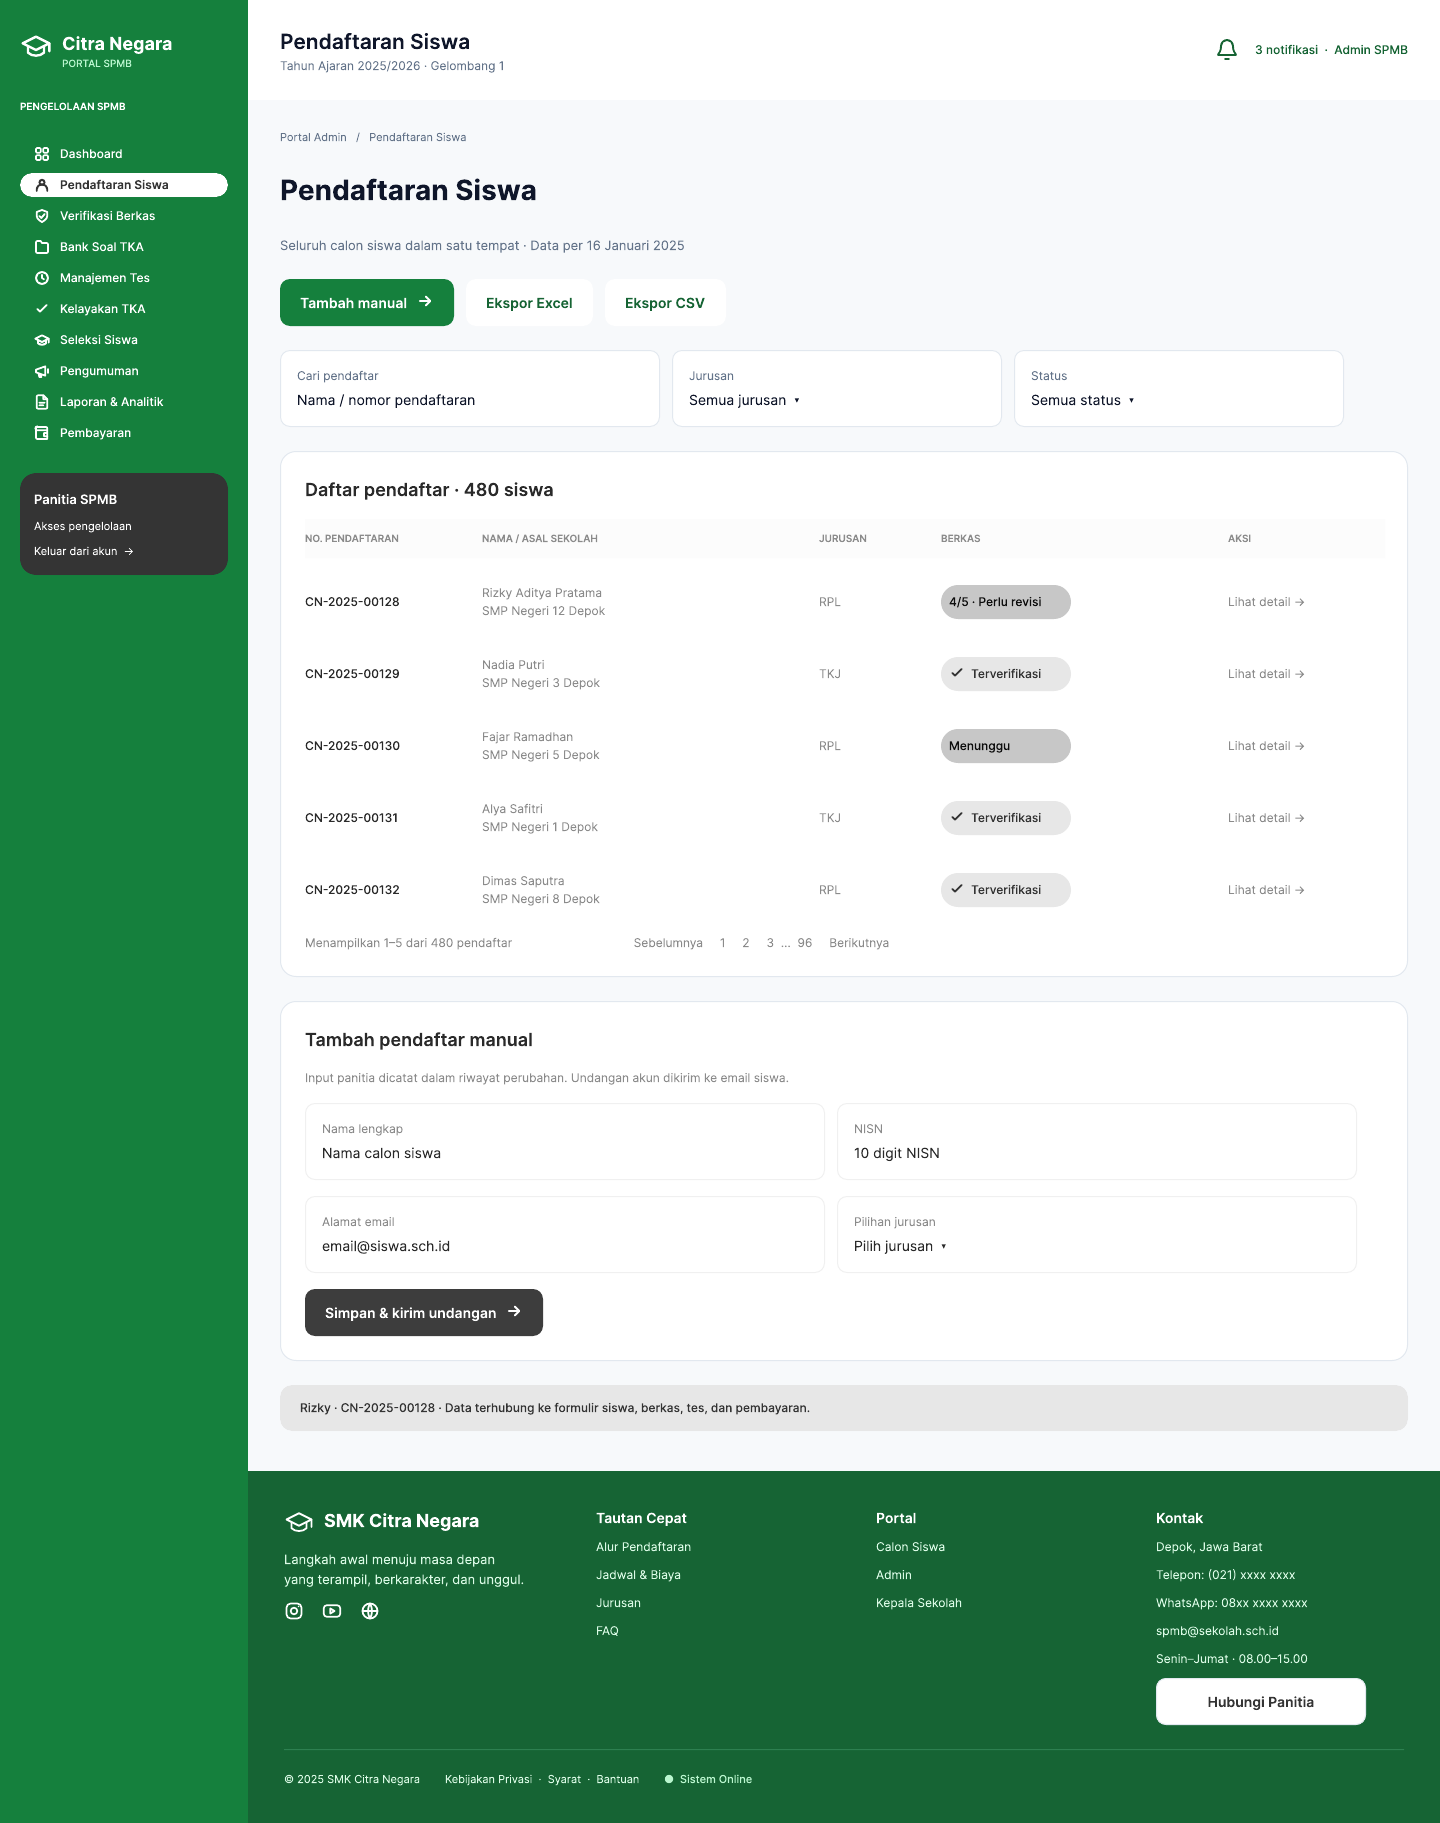 Citra Negara
PORTAL SPMB
PENGELOLAAN SPMB
Dashboard
Pendaftaran Siswa
Verifikasi Berkas
Bank Soal TKA
Manajemen Tes
Kelayakan TKA
Seleksi Siswa
Pengumuman
Laporan & Analitik
Pembayaran
Panitia SPMB
Akses pengelolaan
Keluar dari akun →
Pendaftaran Siswa
Tahun Ajaran 2025/2026 · Gelombang 1
3 notifikasi · Admin SPMB
Portal Admin / Pendaftaran Siswa
Pendaftaran Siswa
Seluruh calon siswa dalam satu tempat · Data per 16 Januari 2025
Tambah manual → Ekspor Excel Ekspor CSV
Cari pendaftar
Nama / nomor pendaftaran
Jurusan
Semua jurusan ▾
Status
Semua status ▾
Daftar pendaftar · 480 siswa
NO. PENDAFTARAN NAMA / ASAL SEKOLAH JURUSAN BERKAS AKSI
CN-2025-00128 Rizky Aditya Pratama
SMP Negeri 12 Depok RPL 4/5 · Perlu revisi Lihat detail →
CN-2025-00129 Nadia Putri
SMP Negeri 3 Depok TKJ Terverifikasi Lihat detail →
CN-2025-00130 Fajar Ramadhan
SMP Negeri 5 Depok RPL Menunggu Lihat detail →
CN-2025-00131 Alya Safitri
SMP Negeri 1 Depok TKJ Terverifikasi Lihat detail →
CN-2025-00132 Dimas Saputra
SMP Negeri 8 Depok RPL Terverifikasi Lihat detail →
Menampilkan 1–5 dari 480 pendaftar Sebelumnya 1 2 3 ... 96 Berikutnya
Tambah pendaftar manual
Input panitia dicatat dalam riwayat perubahan. Undangan akun dikirim ke email siswa.
Nama lengkap
Nama calon siswa
NISN
10 digit NISN
Alamat email
email@siswa.sch.id
Pilihan jurusan
Pilih jurusan ▾
Simpan & kirim undangan →
Rizky · CN-2025-00128 · Data terhubung ke formulir siswa, berkas, tes, dan pembayaran.
SMK Citra Negara
Langkah awal menuju masa depan
yang terampil, berkarakter, dan unggul.
Tautan Cepat
Alur Pendaftaran
Jadwal & Biaya
Jurusan
FAQ
Portal
Calon Siswa
Admin
Kepala Sekolah
Kontak
Depok, Jawa Barat
Telepon: (021) xxxx xxxx
WhatsApp: 08xx xxxx xxxx
spmb@sekolah.sch.id
Senin–Jumat · 08.00–15.00
Hubungi Panitia
© 2025 SMK Citra Negara Kebijakan Privasi · Syarat · Bantuan Sistem Online